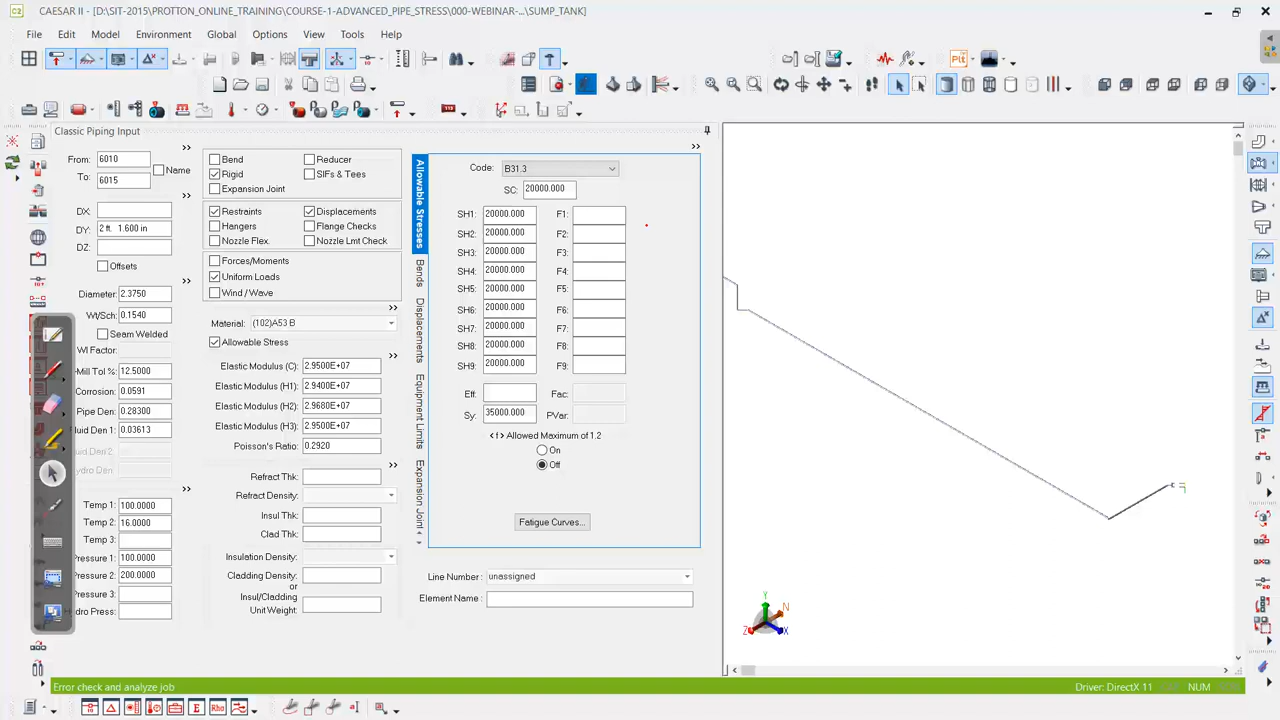 CAESAR II - [D:\SIT-2015\PROTTON_ONLINE_TRAINING\COURSE-1-ADVANCED_PIPE_STRESS\000-WEBINAR-...\SUMP_TANK]
File Edit Model Environment Global Options View Tools Help
Classic Piping Input
From: 6010
To: 6015
Name
DX:
DY: 2 ft. 1.600 in
DZ:
Offsets
Diameter: 2.3750
Wt/Sch: 0.1540
Seam Welded
Wl Factor:
Mill Tol %: 12.5000
Corrosion: 0.0591
Pipe Den: 0.28300
Fluid Den 1: 0.03613
Temp 1: 100.0000
Temp 2: 16.0000
Temp 3:
Pressure 1: 100.0000
Pressure 2: 200.0000
Pressure 3:
Hydro Press:
Bend Reducer
Rigid SIFs & Tees
Expansion Joint
Restraints Displacements
Hangers Flange Checks
Nozzle Flex. Nozzle Lmt Check
Forces/Moments
Uniform Loads
Wind / Wave
Material: (102)A53 B
Allowable Stress
Elastic Modulus (C): 2.9500E+07
Elastic Modulus (H1): 2.9400E+07
Elastic Modulus (H2): 2.9680E+07
Elastic Modulus (H3): 2.9500E+07
Poisson's Ratio: 0.2920
Refract Thk:
Refract Density:
Insul Thk:
Clad Thk:
Insulation Density:
Cladding Density:
or
Insul/Cladding
Unit Weight:
Allowable Stresses
Bends
Displacements
Equipment Limits
Expansion Joint
Code: B31.3
SC: 20000.000
SH1: 20000.000 F1:
SH2: 20000.000 F2:
SH3: 20000.000 F3:
SH4: 20000.000 F4:
SH5: 20000.000 F5:
SH6: 20000.000 F6:
SH7: 20000.000 F7:
SH8: 20000.000 F8:
SH9: 20000.000 F9:
Eff: Fac:
Sy: 35000.000 PVar:
< f > Allowed Maximum of 1.2
On
Off
Fatigue Curves...
Line Number: unassigned
Element Name:
Y
N
Z
X
Error check and analyze job
Driver: DirectX 11 NUM